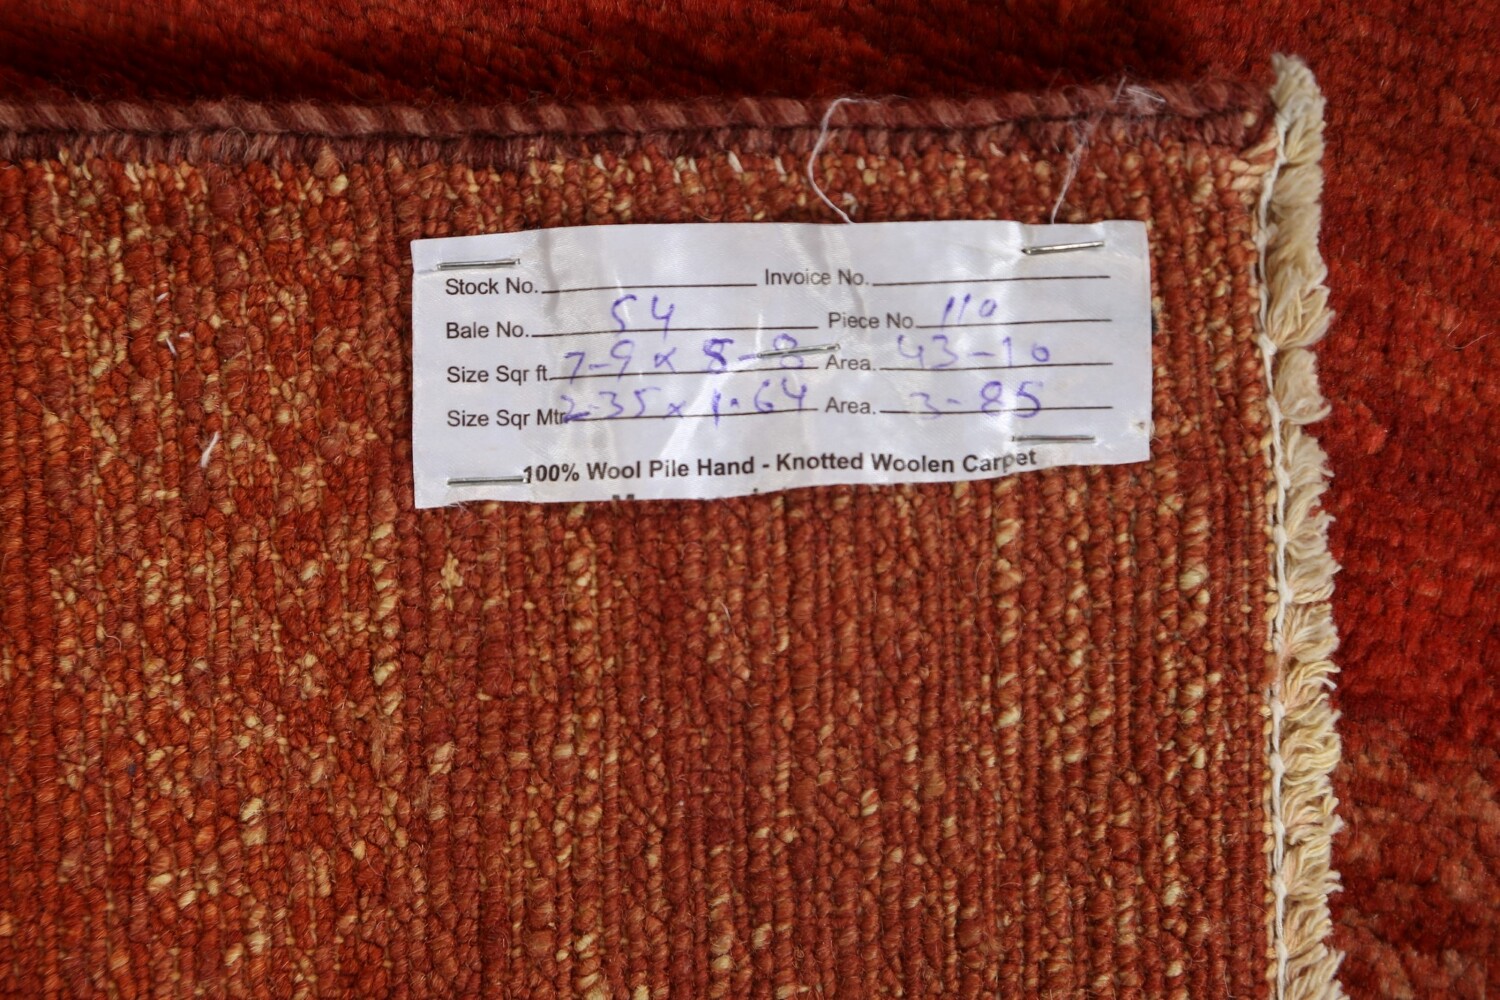 Stock No. Invoice No.
Bale No. 54 Piece No. 110
Size Sqr ft. 7-9 x 5-8 Area. 43-10
Size Sqr Mtr. 2-35 x 1.64 Area. 3-85
100% Wool Pile Hand - Knotted Woolen Carpet